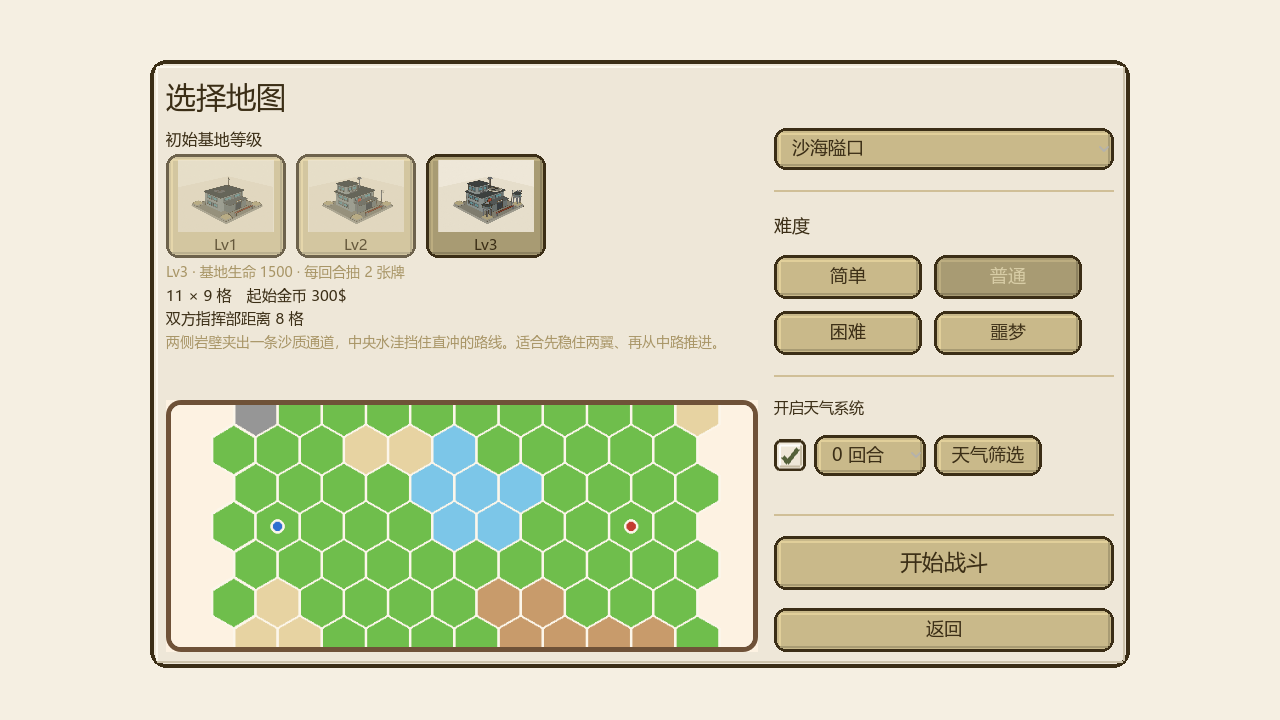 选择地图
初始基地等级
Lv1
Lv2
Lv3
Lv3 · 基地生命 1500 · 每回合抽 2 张牌
11 × 9 格 起始金币 300$
双方指挥部距离 8 格
两侧岩壁夹出一条沙质通道，中央水洼挡住直冲的路线。适合先稳住两翼、再从中路推进。
沙海隘口
难度
简单
普通
困难
噩梦
开启天气系统
0 回合
天气筛选
开始战斗
返回